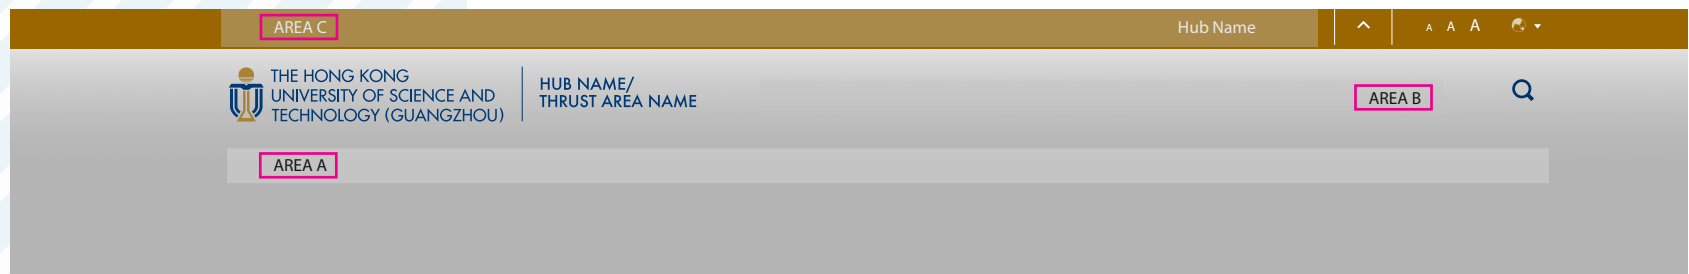 AREA C
Hub Name
A A A
THE HONG KONG
UNIVERSITY OF SCIENCE AND
TECHNOLOGY (GUANGZHOU)
HUB NAME/
THRUST AREA NAME
AREA B
AREA A